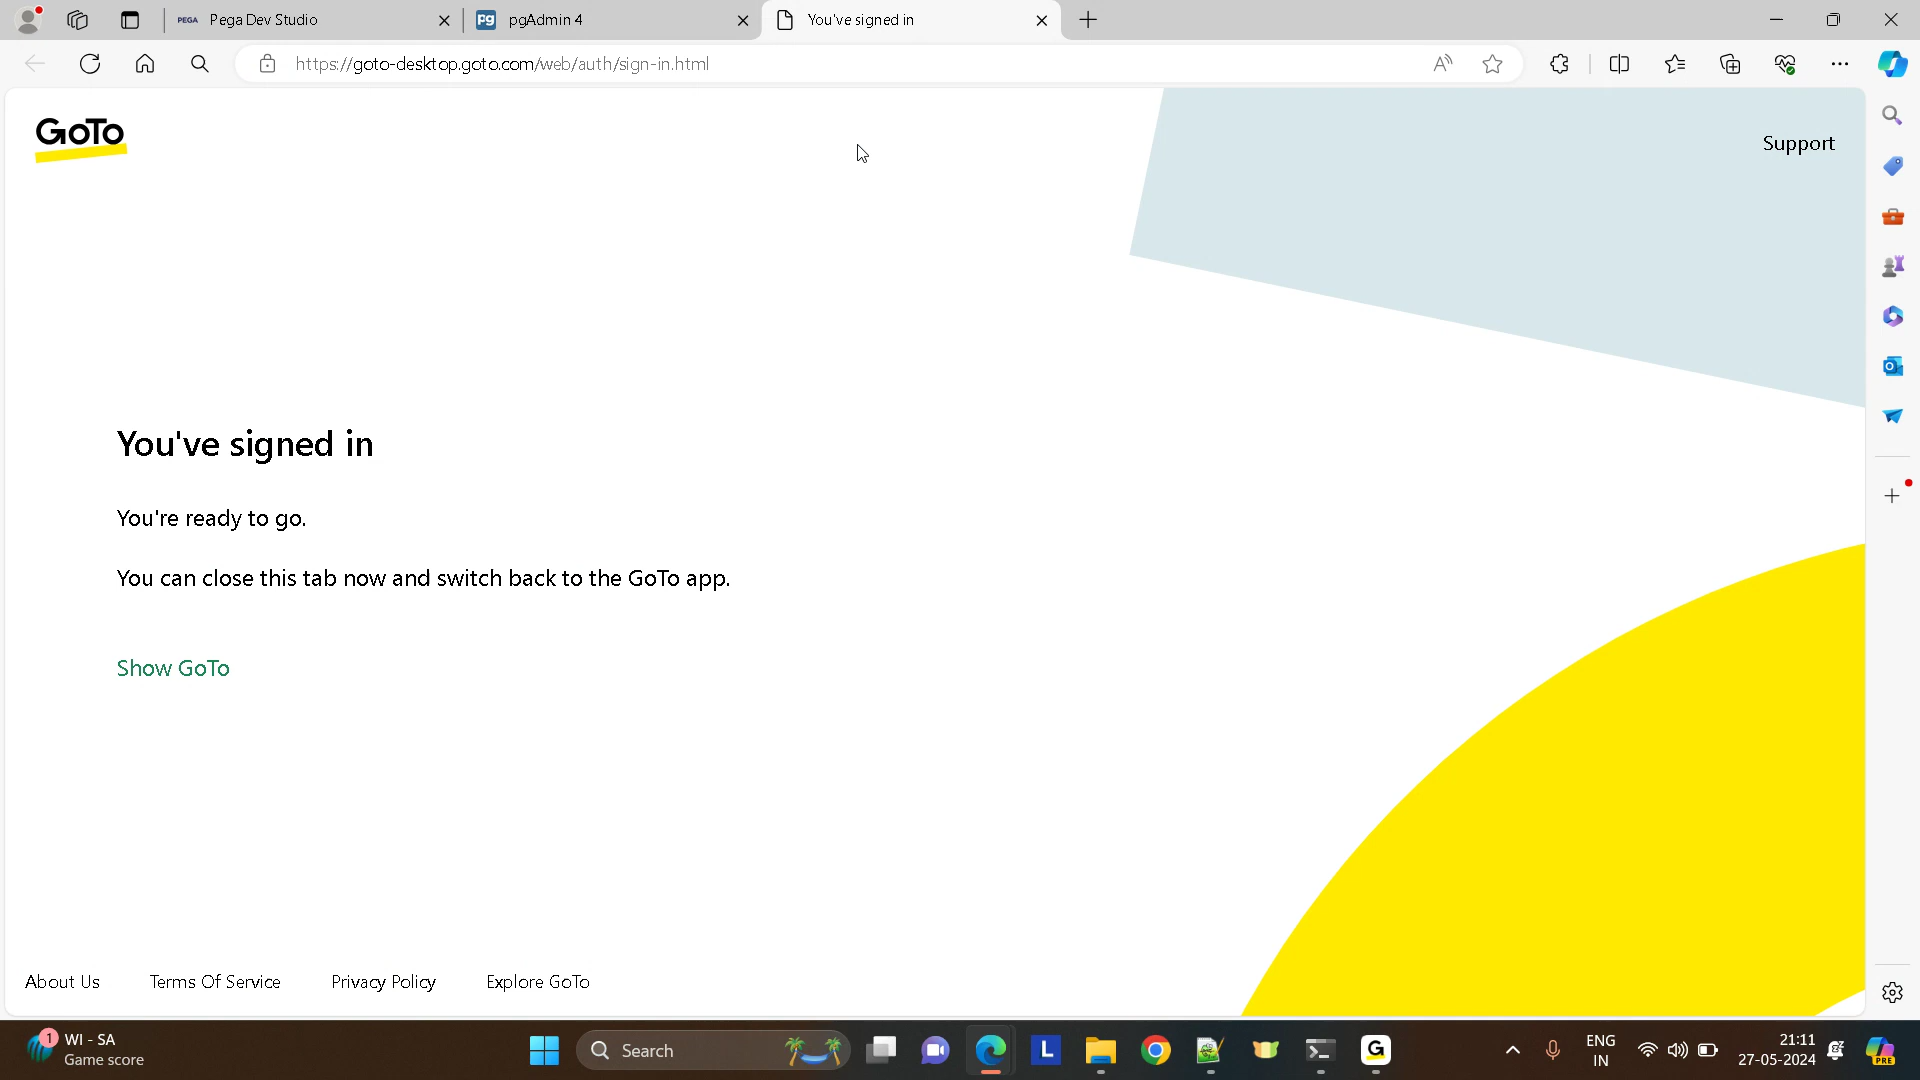 PEGA Pega Dev Studio
pg pgAdmin 4
You've signed in
https://goto-desktop.goto.com/web/auth/sign-in.html
GoTo
Support
You've signed in
You're ready to go.
You can close this tab now and switch back to the GoTo app.
Show GoTo
About Us
Terms Of Service
Privacy Policy
Explore GoTo
1
WI - SA
Game score
Search
L
G
ENG
IN
21:11
27-05-2024
PRE